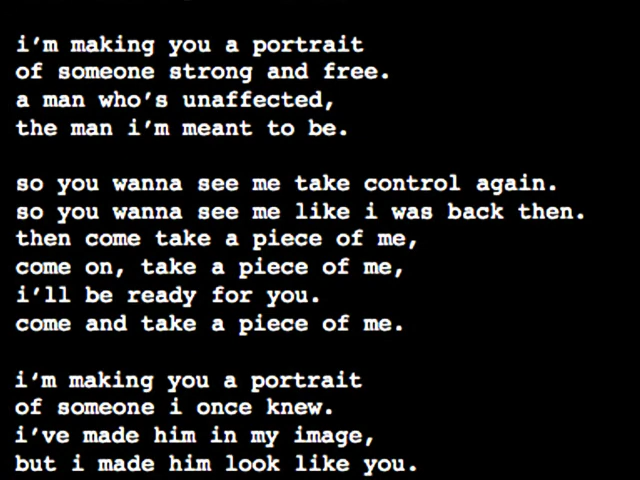 i'm making you a portrait
of someone strong and free.
a man who's unaffected,
the man i'm meant to be.

so you wanna see me take control again.
so you wanna see me like i was back then.
then come take a piece of me,
come on, take a piece of me,
i'll be ready for you.
come and take a piece of me.

i'm making you a portrait
of someone i once knew.
i've made him in my image,
but i made him look like you.